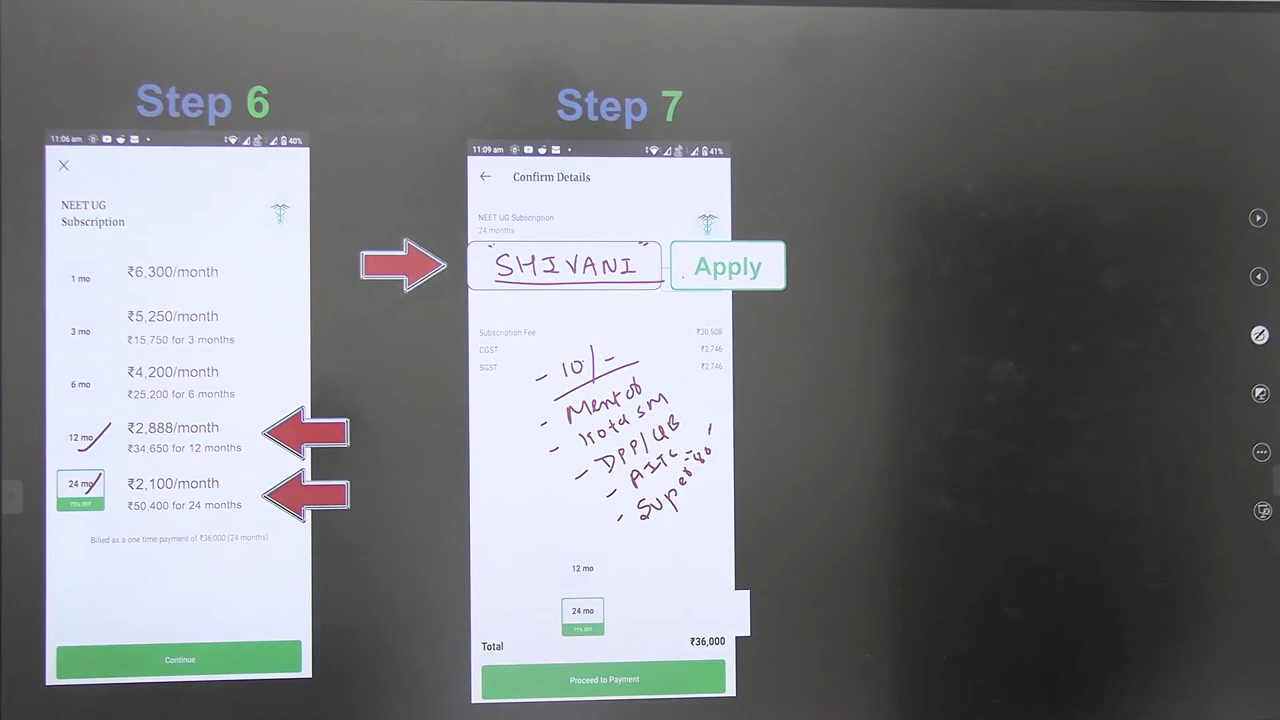 Step 6
11:06 am
40%
NEET UG
Subscription
1 mo
₹6,300/month
3 mo
₹5,250/month
₹15,750 for 3 months
6 mo
₹4,200/month
₹25,200 for 6 months
12 mo
₹2,888/month
₹34,650 for 12 months
24 mo
75% OFF
₹2,100/month
₹50,400 for 24 months
Billed as a one time payment of ₹36,000 (24 months)
Continue
Step 7
11:09 am
41%
Confirm Details
NEET UG Subscription
24 months
"SHIVANI"
Apply
Subscription Fee ₹30,508
CGST ₹2,746
SGST ₹2,746
- 10%
- DPP/QB
- AITS
- Super 80
12 mo
24 mo
75% OFF
Total ₹36,000
Proceed to Payment